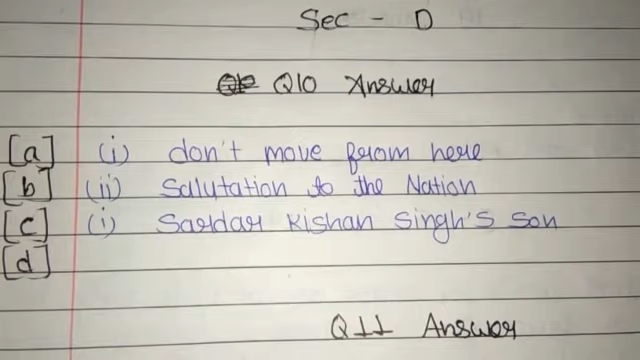 Sec - D
Q10 Answer
[a] (i) don't move from here
[b] (ii) Salutation to the Nation
[c] (i) Sardar Kishan Singh's son
[d]
Q11 Answer